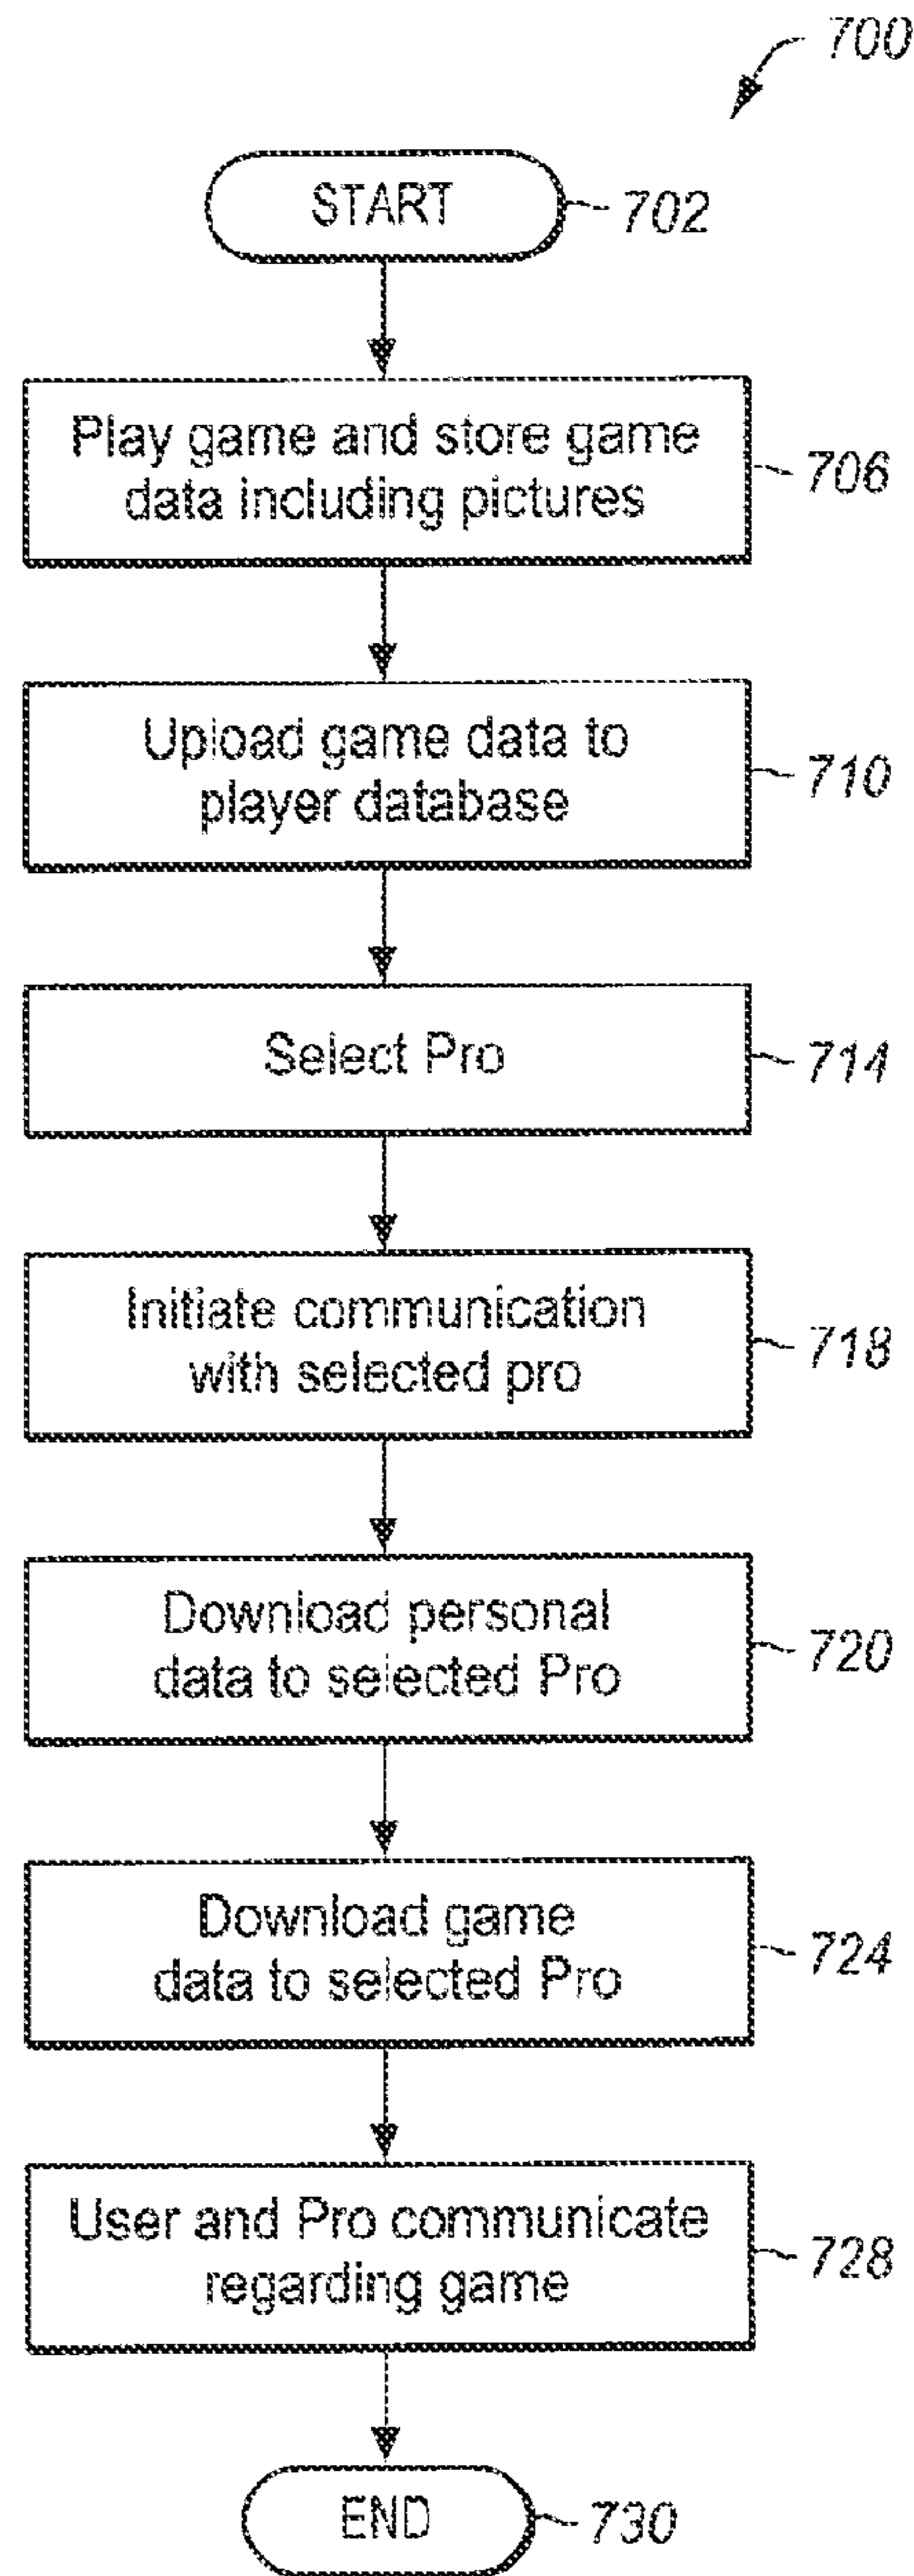 700
START
702
Play game and store game
data including pictures
706
Upload game data to
player database
710
Select Pro
714
Initiate communication
with selected pro
718
Download personal
data to selected Pro
720
Download game
data to selected Pro
724
User and Pro communicate
regarding game
728
END
730